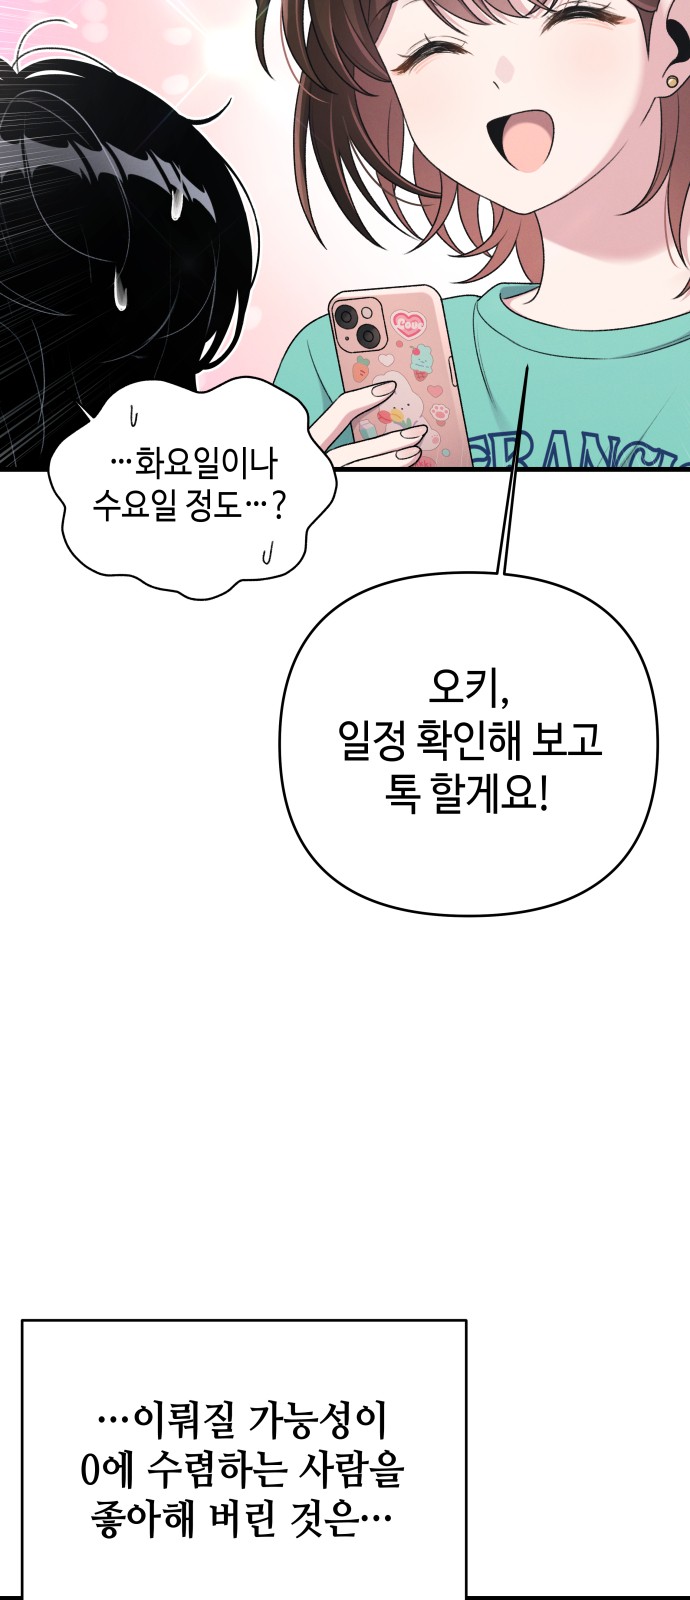 Love
FRANCIS
…화요일이나
수요일 정도…?
오키,
일정 확인해 보고
톡 할게요!
…이뤄질 가능성이
0에 수렴하는 사람을
좋아해 버린 것은…